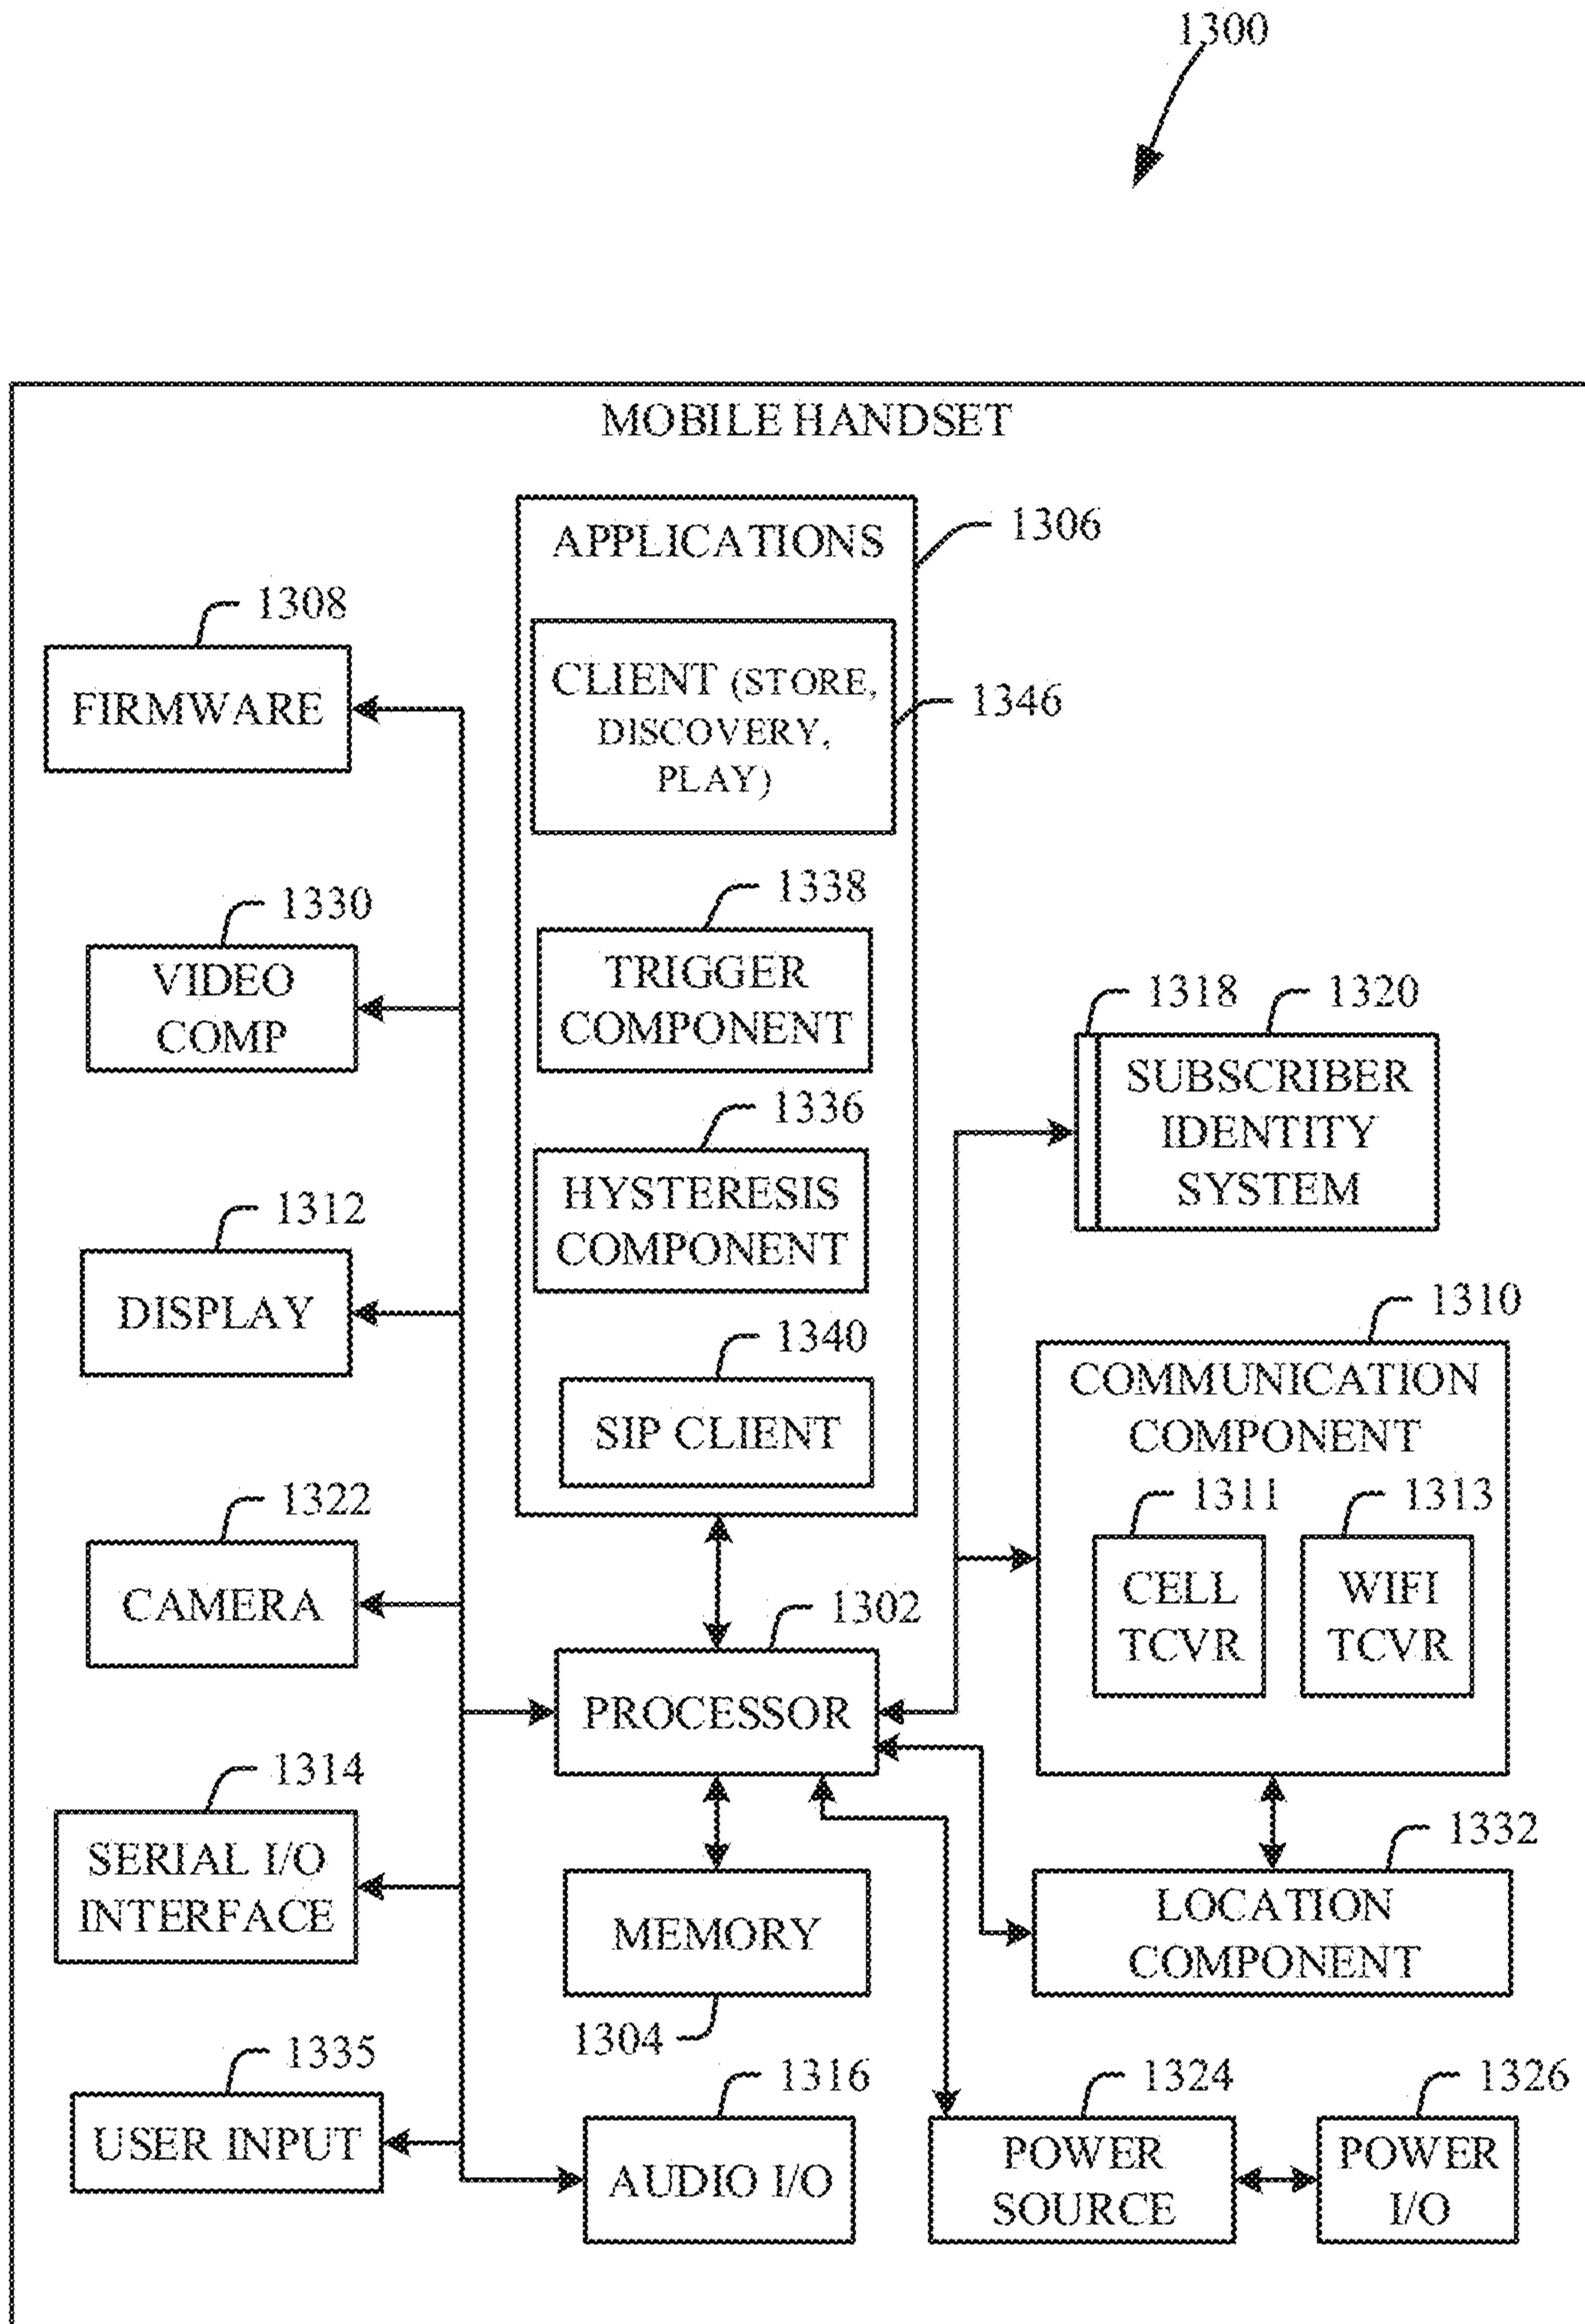 1300
MOBILE HANDSET
APPLICATIONS
1306
CLIENT (STORE,
DISCOVERY,
PLAY)
1346
1308
FIRMWARE
1338
TRIGGER
COMPONENT
1330
VIDEO
COMP
1318
1320
SUBSCRIBER
IDENTITY
SYSTEM
1336
HYSTERESIS
COMPONENT
1312
DISPLAY
1310
COMMUNICATION
COMPONENT
1340
SIP CLIENT
1311
1313
CELL
TCVR
WIFI
TCVR
1322
CAMERA
1302
PROCESSOR
1314
SERIAL I/O
INTERFACE
1332
LOCATION
COMPONENT
MEMORY
1304
1335
USER INPUT
1316
AUDIO I/O
1324
POWER
SOURCE
1326
POWER
I/O